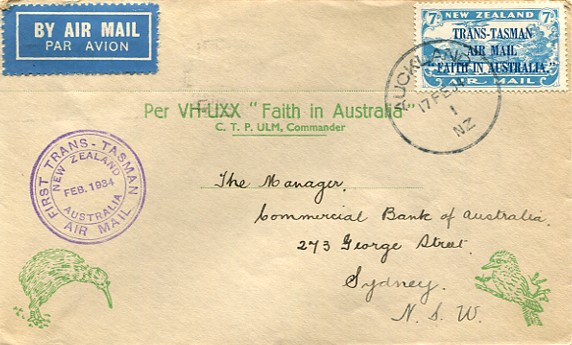 BY AIR MAIL
PAR AVION
7D NEW ZEALAND 7D
TRANS-TASMAN
AIR MAIL
"FAITH IN AUSTRALIA."
AIR MAIL
AUCKLAND
17 FE
1
NZ
Per VH-UXX "Faith in Australia"
C. T. P. ULM, Commander
FIRST TRANS-TASMAN
AIR MAIL
NEW ZEALAND
FEB. 1934
AUSTRALIA
The Manager,
Commercial Bank of Australia.
273 George Street.
Sydney.
N. S. W.